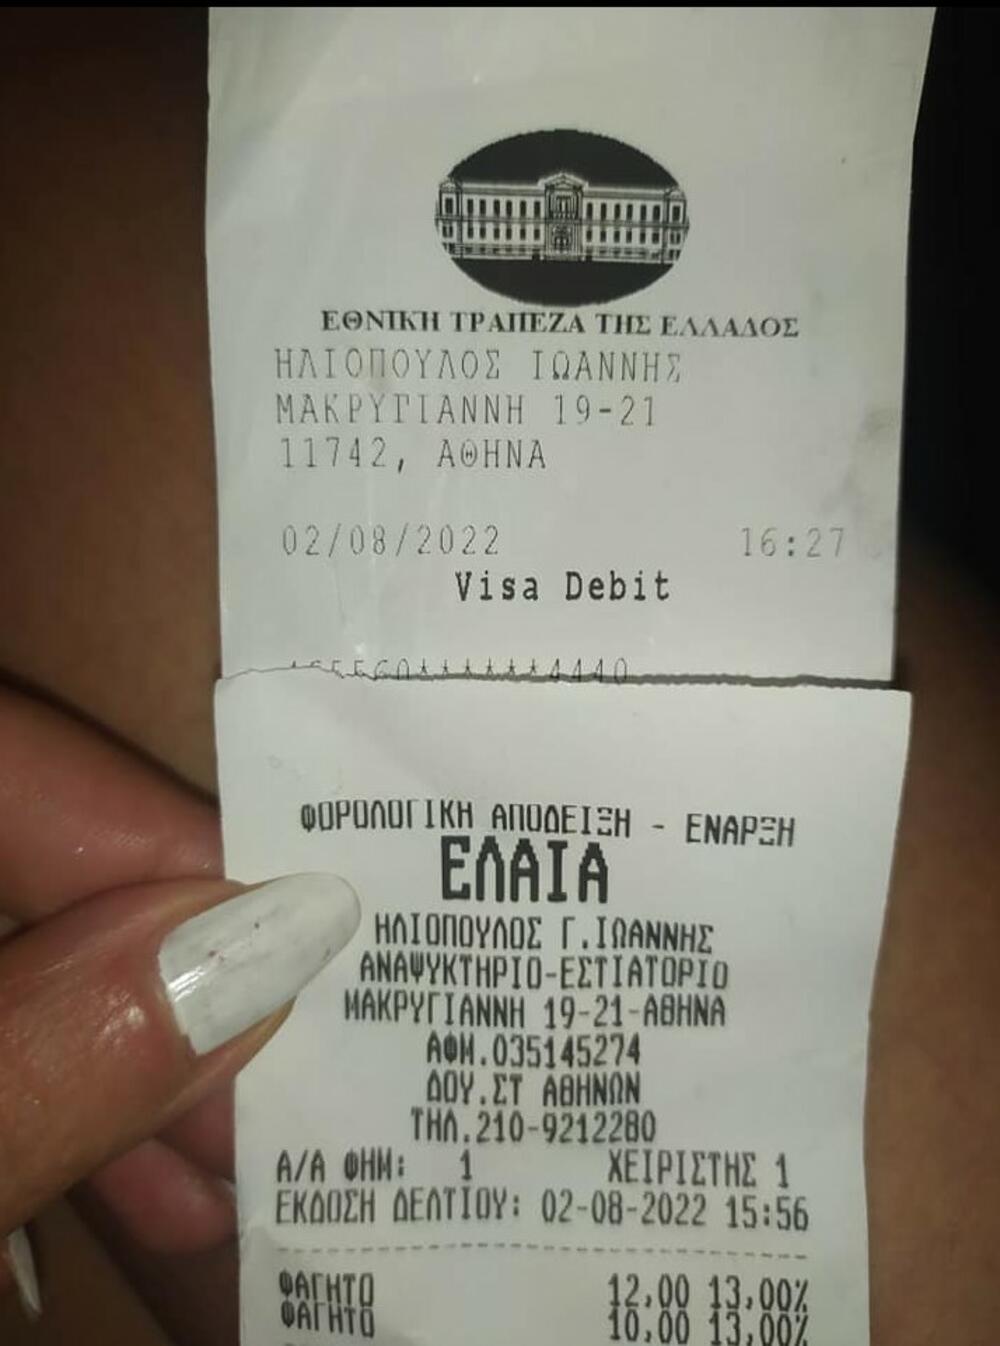 ΕΘΝΙΚΗ ΤΡΑΠΕΖΑ ΤΗΣ ΕΛΛΑΔΟΣ
ΗΛΙΟΠΟΥΛΟΣ ΙΩΑΝΝΗΣ
ΜΑΚΡΥΓΙΑΝΝΗ 19-21
11742, ΑΘΗΝΑ
02/08/2022 16:27
Visa Debit
ΦΟΡΟΛΟΓΙΚΗ ΑΠΟΔΕΙΞΗ - ΕΝΑΡΞΗ
ΕΛΑΙΑ
ΗΛΙΟΠΟΥΛΟΣ Γ.ΙΩΑΝΝΗΣ
ΑΝΑΨΥΚΤΗΡΙΟ-ΕΣΤΙΑΤΟΡΙΟ
ΜΑΚΡΥΓΙΑΝΝΗ 19-21-ΑΘΗΝΑ
ΑΦΜ.035145274
ΔΟΥ.ΣΤ ΑΘΗΝΩΝ
ΤΗΛ.210-9212280
Α/Α ΦΗΜ: 1 ΧΕΙΡΙΣΤΗΣ 1
ΕΚΔΟΣΗ ΔΕΛΤΙΟΥ: 02-08-2022 15:56
ΦΑΓΗΤΟ 12,00 13,00%
ΦΑΓΗΤΟ 10,00 13,00%